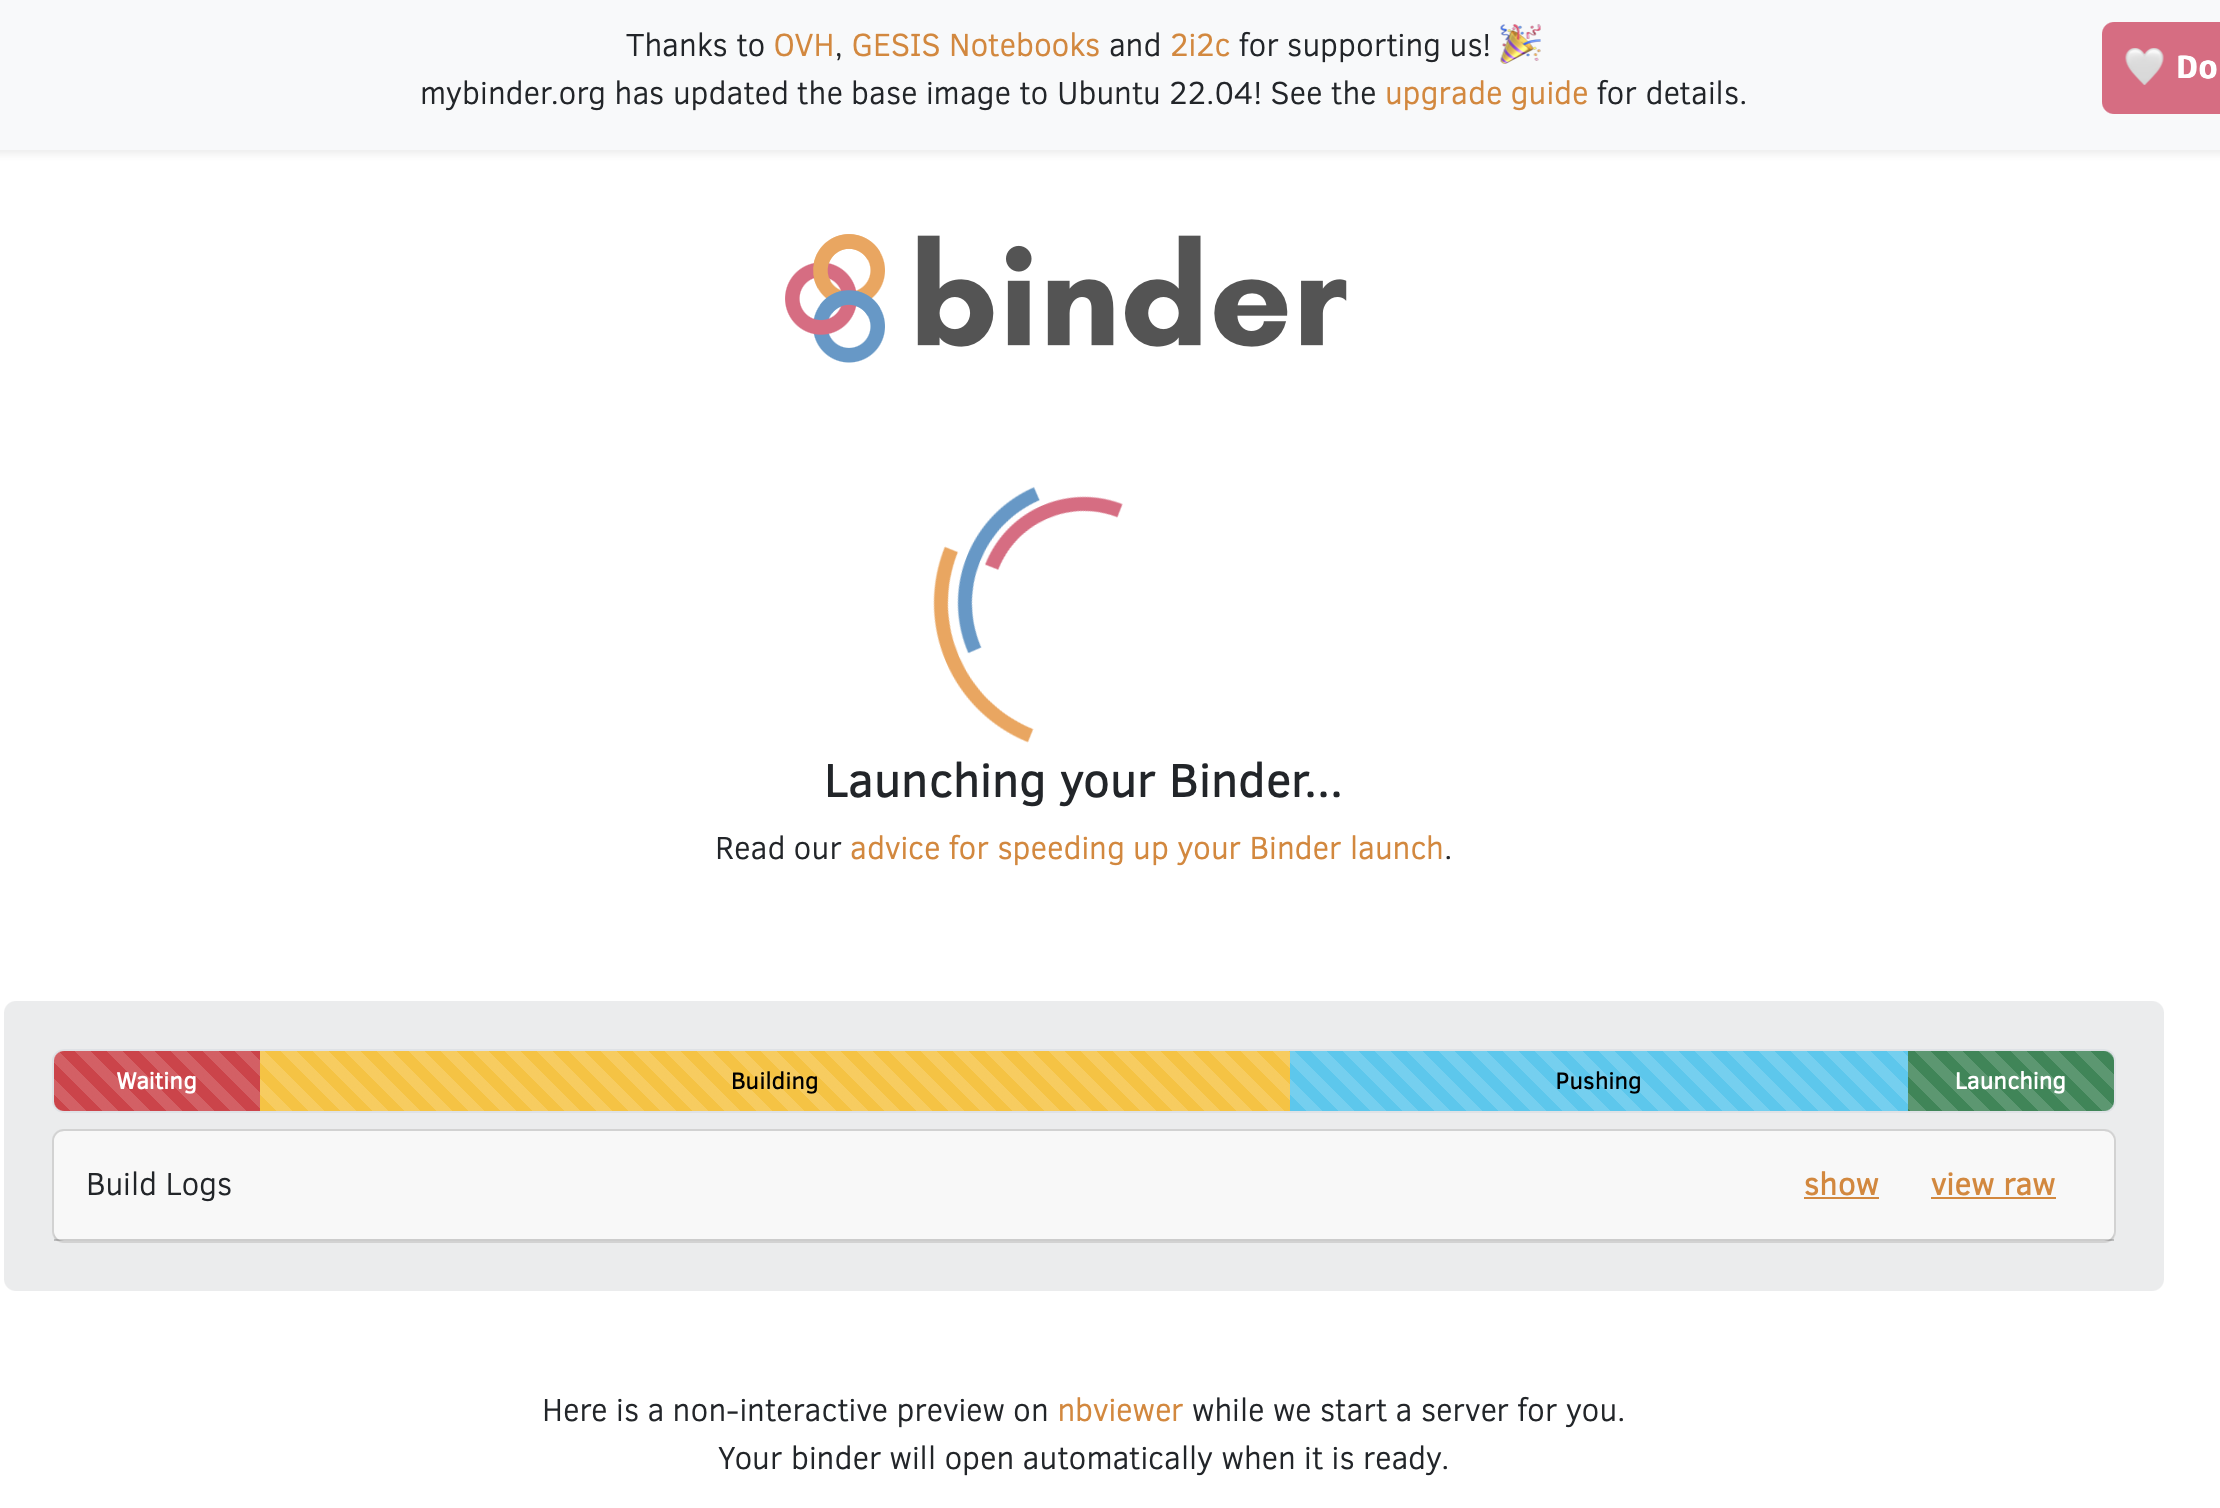 Thanks to OVH, GESIS Notebooks and 2i2c for supporting us! 🎉
mybinder.org has updated the base image to Ubuntu 22.04! See the upgrade guide for details.
🤍 Do
binder
Launching your Binder...
Read our advice for speeding up your Binder launch.
Waiting Building Pushing Launching
Build Logs show view raw
Here is a non-interactive preview on nbviewer while we start a server for you.
Your binder will open automatically when it is ready.